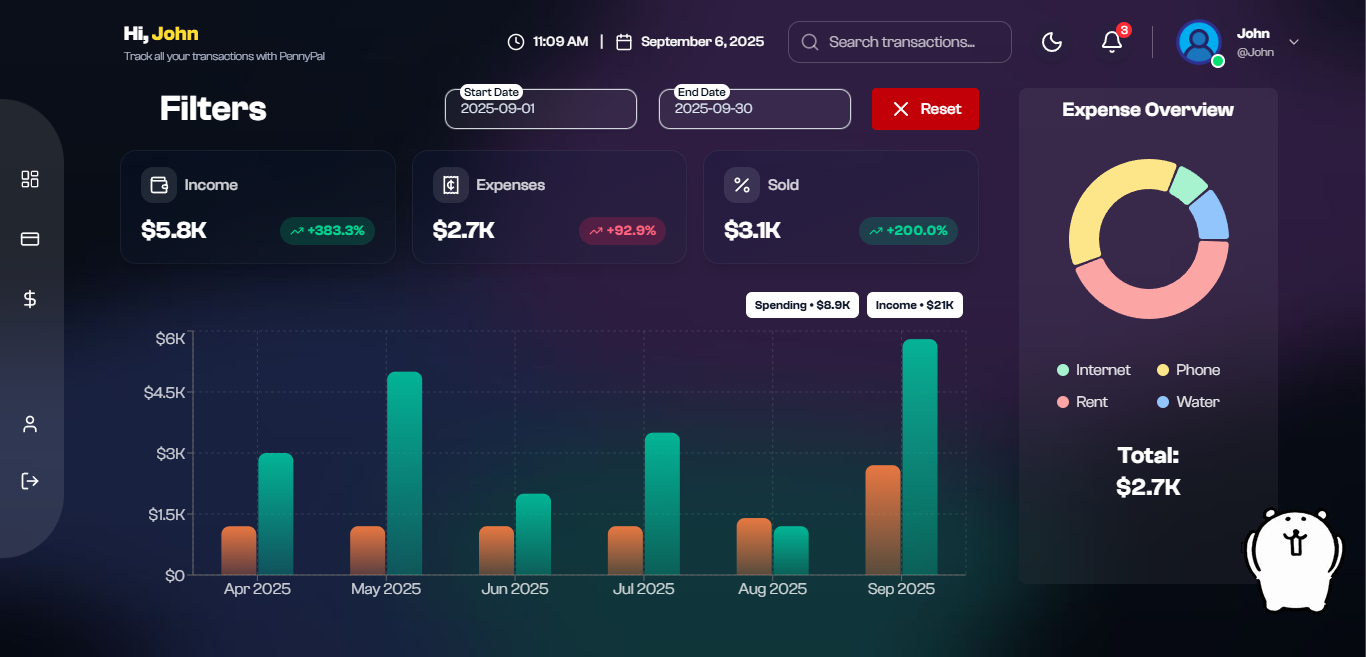 Hi, John
Track all your transactions with PennyPal
11:09 AM | September 6, 2025
Search transactions...
3
John
@John
Filters
Start Date
2025-09-01
End Date
2025-09-30
Reset
Income
$5.8K
+383.3%
Expenses
$2.7K
+92.9%
Sold
$3.1K
+200.0%
Spending • $8.9K
Income • $21K
$6K
$4.5K
$3K
$1.5K
$0
Apr 2025
May 2025
Jun 2025
Jul 2025
Aug 2025
Sep 2025
Expense Overview
Internet
Phone
Rent
Water
Total:
$2.7K